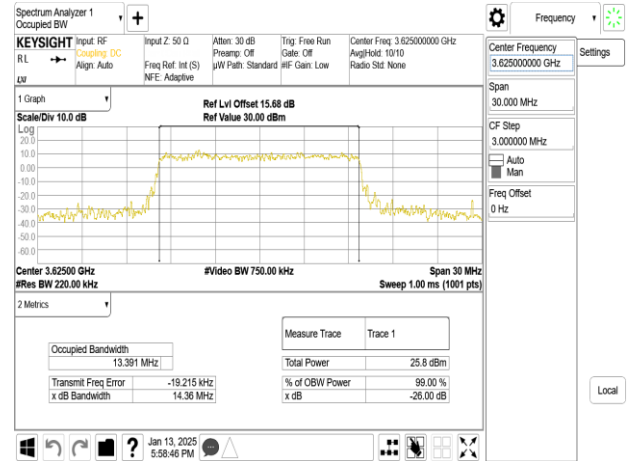 Spectrum Analyzer 1
Occupied BW
Frequency
KEYSIGHT Input: RF Input Z: 50 Ω Atten: 30 dB Trig: Free Run Center Freq: 3.625000000 GHz
RL Coupling: DC Preamp: Off Gate: Off Avg|Hold: 10/10
Align: Auto Freq Ref: Int (S) µW Path: Standard #IF Gain: Low Radio Std: None
LXI NFE: Adaptive
Center Frequency
3.625000000 GHz
Settings
Span
30.000 MHz
CF Step
3.000000 MHz
Auto
Man
Freq Offset
0 Hz
Local
1 Graph
Ref Lvl Offset 15.68 dB
Scale/Div 10.0 dB Ref Value 30.00 dBm
Log
20.0
10.0
0.00
-10.0
-20.0
-30.0
-40.0
-50.0
-60.0
Center 3.62500 GHz #Video BW 750.00 kHz Span 30 MHz
#Res BW 220.00 kHz Sweep 1.00 ms (1001 pts)
2 Metrics
Measure Trace Trace 1
Occupied Bandwidth
13.391 MHz
Total Power 25.8 dBm
Transmit Freq Error -19.215 kHz % of OBW Power 99.00 %
x dB Bandwidth 14.36 MHz x dB -26.00 dB
?
Jan 13, 2025
5:58:46 PM